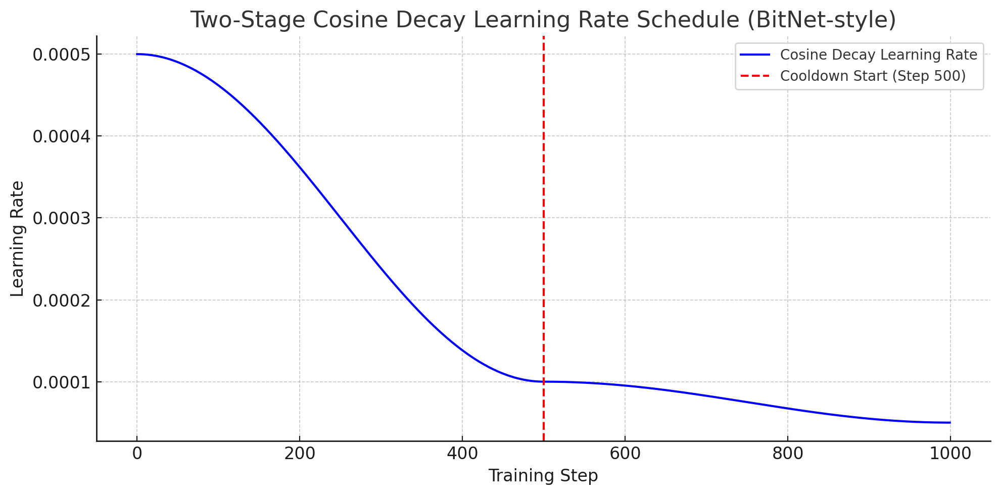 Two-Stage Cosine Decay Learning Rate Schedule (BitNet-style)
Cosine Decay Learning Rate
Cooldown Start (Step 500)
Learning Rate
0.0005
0.0004
0.0003
0.0002
0.0001
0 200 400 600 800 1000
Training Step